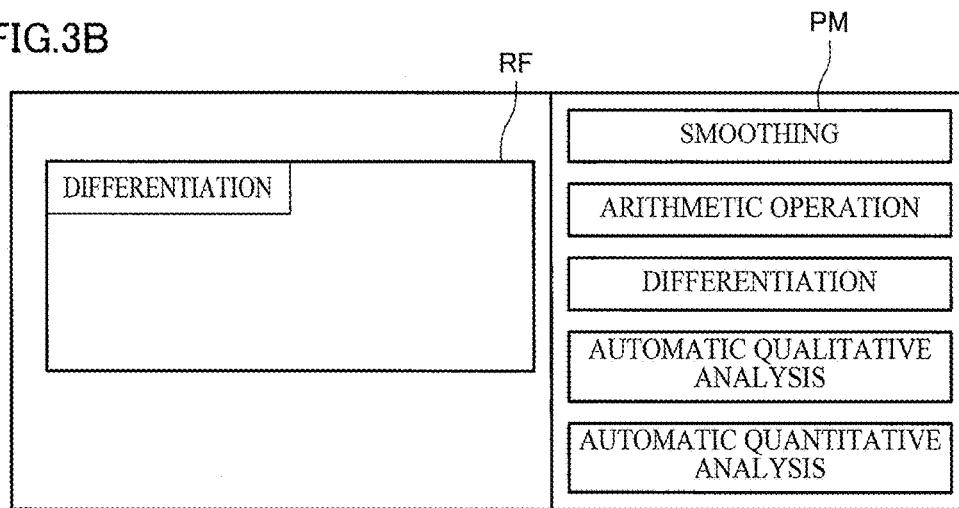 FIG.3B
PM
RF
SMOOTHING
DIFFERENTIATION
ARITHMETIC OPERATION
DIFFERENTIATION
AUTOMATIC QUALITATIVE
ANALYSIS
AUTOMATIC QUANTITATIVE
ANALYSIS